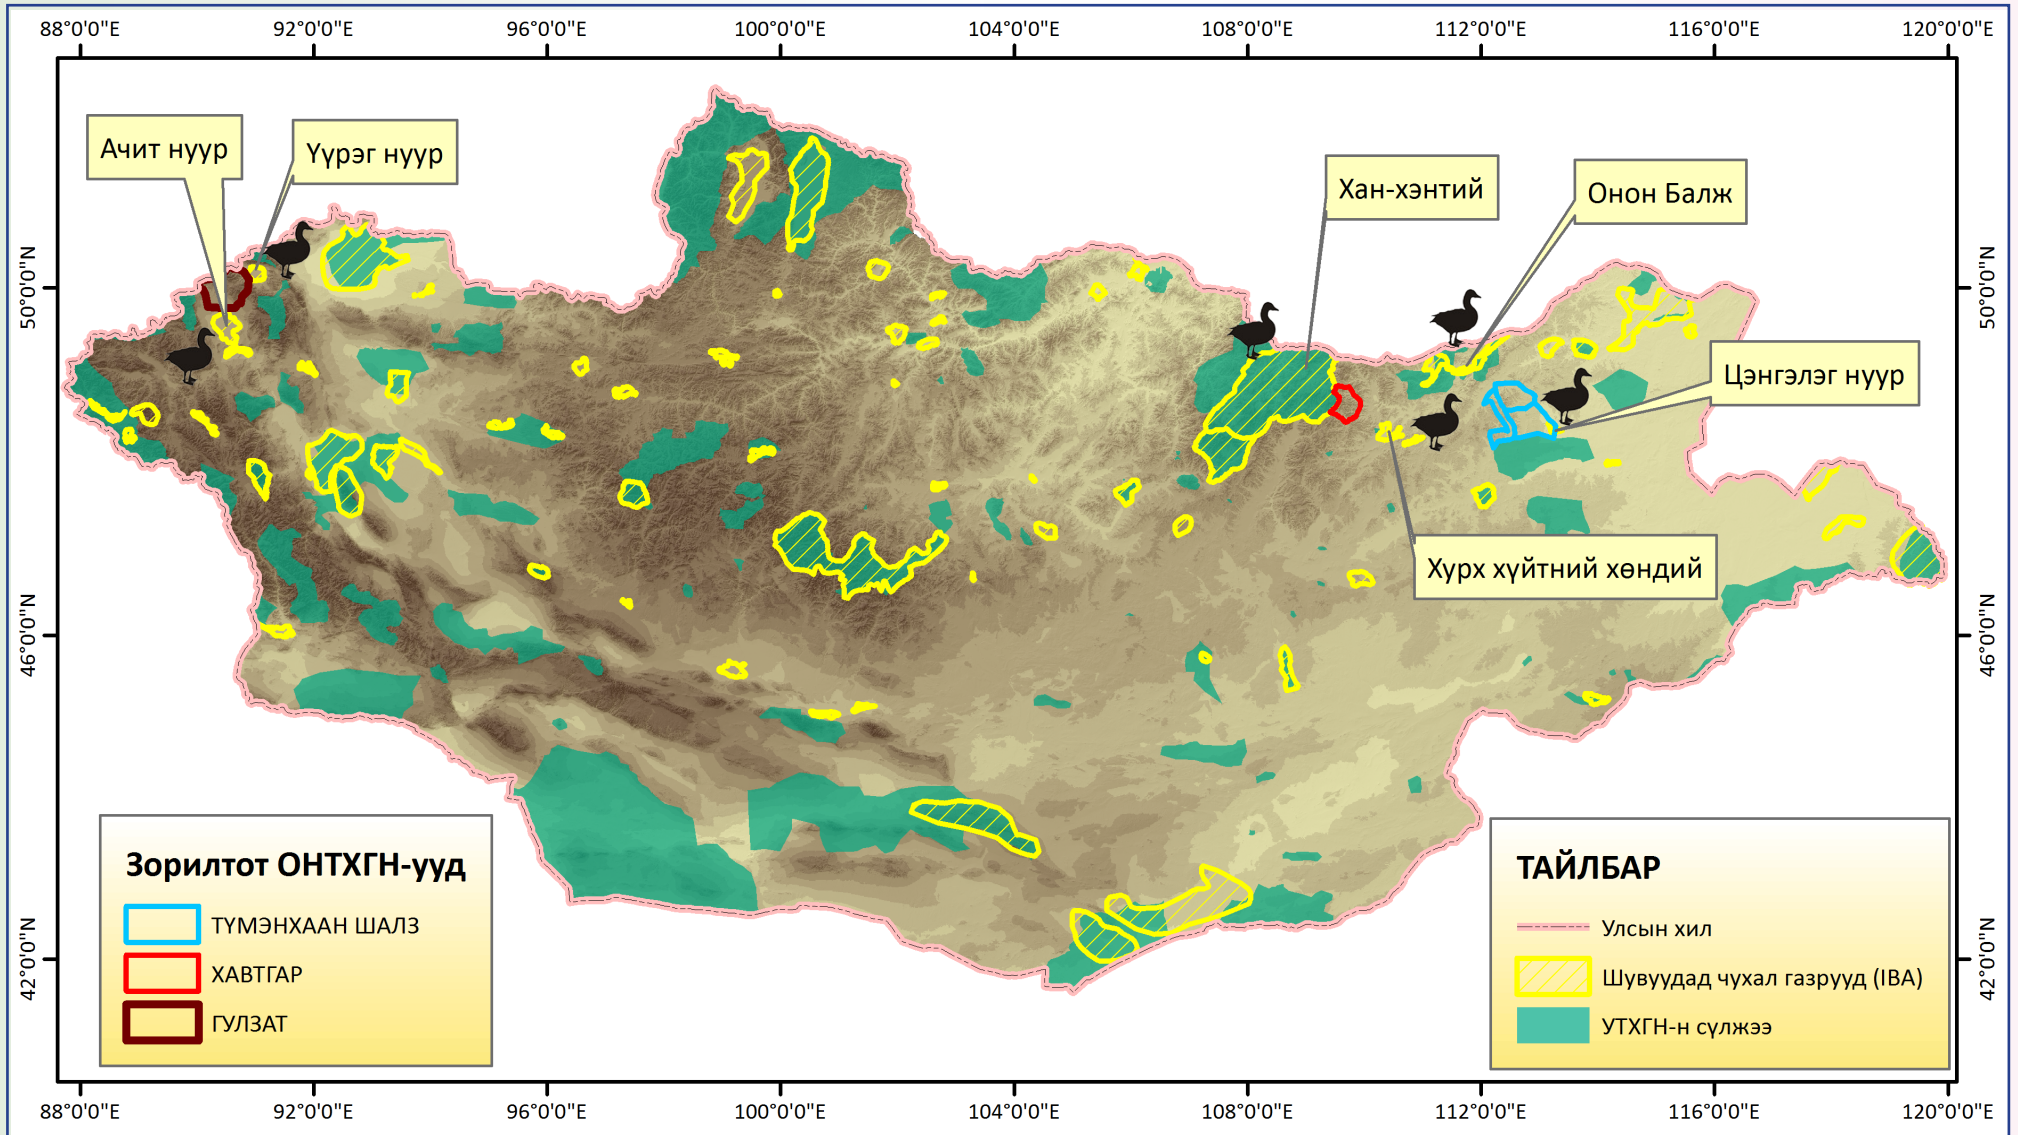 88°0'0"E 92°0'0"E 96°0'0"E 100°0'0"E 104°0'0"E 108°0'0"E 112°0'0"E 116°0'0"E 120°0'0"E
Ачит нуур
Үүрэг нуур
Хан-хэнтий
Онон Балж
50°0'0"N
50°0'0"N
Цэнгэлэг нуур
Хурх хүйтний хөндий
46°0'0"N
46°0'0"N
Зорилтот ОНТХГН-ууд
ТҮМЭНХААН ШАЛЗ
ХАВТГАР
ГУЛЗАТ
ТАЙЛБАР
Улсын хил
Шувуудад чухал газрууд (IBA)
УТХГН-н сүлжээ
42°0'0"N
42°0'0"N
88°0'0"E 92°0'0"E 96°0'0"E 100°0'0"E 104°0'0"E 108°0'0"E 112°0'0"E 116°0'0"E 120°0'0"E